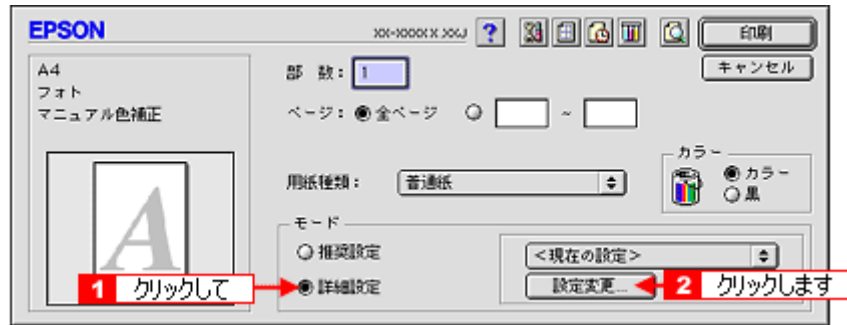 EPSON XX-XXXXX X.XXJ ? 印刷
キャンセル
A4
フォト
マニュアル色補正
A
部 数: 1
ページ: 全ページ ~
用紙種類: 普通紙
カラー
カラー
黒
モード
推奨設定
詳細設定
<現在の設定>
設定変更...
1 クリックして
2 クリックします